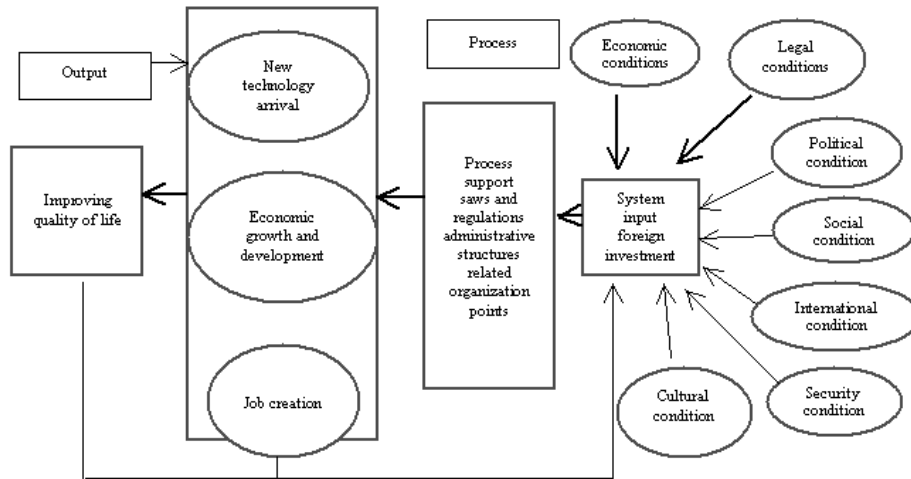 Output
New
technology
arrival
Economic
growth and
development
Job creation
Improving
quality of life
Process
Process
support
saws and
regulations
administrative
structures
related
organization
points
Economic
conditions
Legal
conditions
System
input
foreign
investment
Political
condition
Social
condition
International
condition
Security
condition
Cultural
condition